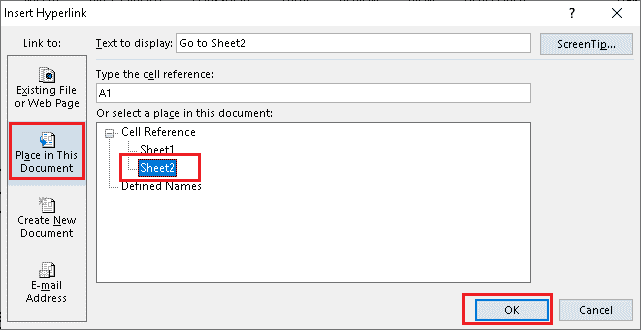 Insert Hyperlink
? ×
Link to:
Text to display: Go to Sheet2
ScreenTip...
Existing File
or Web Page
Place in This
Document
Create New
Document
E-mail
Address
Type the cell reference:
A1
Or select a place in this document:
Cell Reference
Sheet1
Sheet2
Defined Names
OK
Cancel